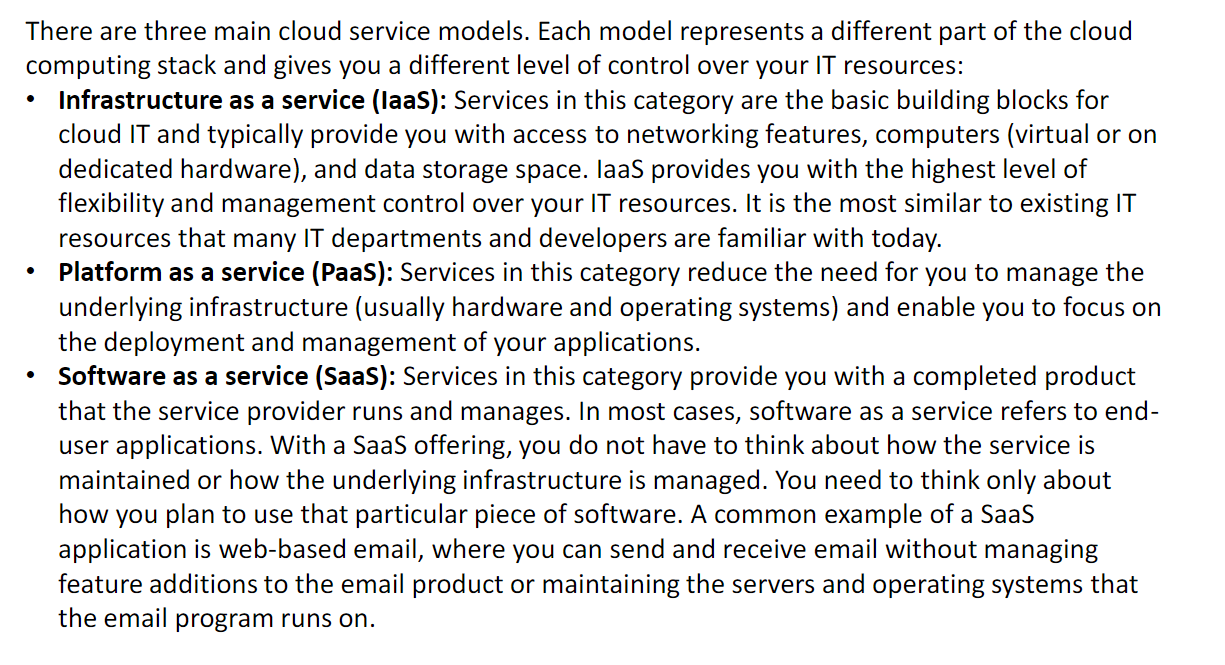 There are three main cloud service models. Each model represents a different part of the cloud
computing stack and gives you a different level of control over your IT resources:
• Infrastructure as a service (IaaS): Services in this category are the basic building blocks for
cloud IT and typically provide you with access to networking features, computers (virtual or on
dedicated hardware), and data storage space. IaaS provides you with the highest level of
flexibility and management control over your IT resources. It is the most similar to existing IT
resources that many IT departments and developers are familiar with today.
• Platform as a service (PaaS): Services in this category reduce the need for you to manage the
underlying infrastructure (usually hardware and operating systems) and enable you to focus on
the deployment and management of your applications.
• Software as a service (SaaS): Services in this category provide you with a completed product
that the service provider runs and manages. In most cases, software as a service refers to end-
user applications. With a SaaS offering, you do not have to think about how the service is
maintained or how the underlying infrastructure is managed. You need to think only about
how you plan to use that particular piece of software. A common example of a SaaS
application is web-based email, where you can send and receive email without managing
feature additions to the email product or maintaining the servers and operating systems that
the email program runs on.